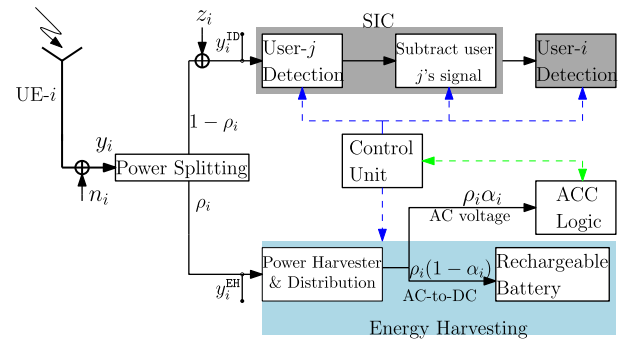 SIC
z_i
y_i^ID
User-j
Detection
Subtract user
j's signal
User-i
Detection
UE-i
1 − ρ_i
y_i
Power Splitting
n_i
ρ_i
Control
Unit
ρ_i α_i
AC voltage
ACC
Logic
Power Harvester
& Distribution
ρ_i(1 − α_i)
AC-to-DC
Rechargeable
Battery
y_i^EH
Energy Harvesting